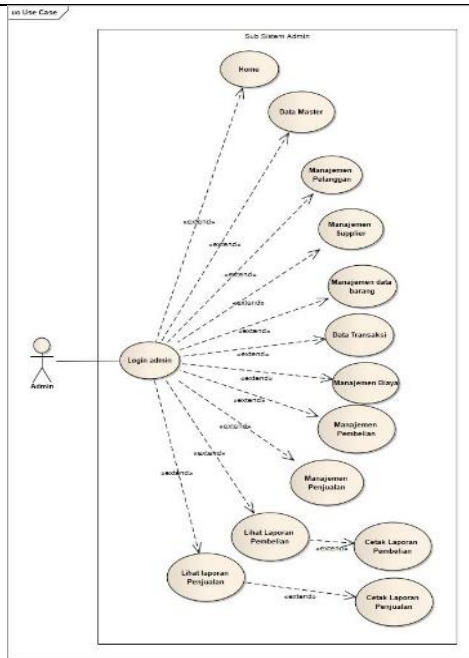 uc Use Case
Sub Sistem Admin
Home
Data Master
Manajemen
Pelanggan
«extend»
Manajemen
Supplier
«extend»
«extend»
Manajemen data
barang
«extend»
Data Transaksi
«extend»
Login admin
«extend»
Admin
«extend»
Manajemen Biaya
«extend»
Manajemen
Pembelian
«extend»
«extend»
«extend»
Manajemen
Penjualan
Lihat Laporan
Pembelian
«extend»
Cetak Laporan
Pembelian
Lihat laporan
Penjualan
«extend»
Cetak Laporan
Penjualan